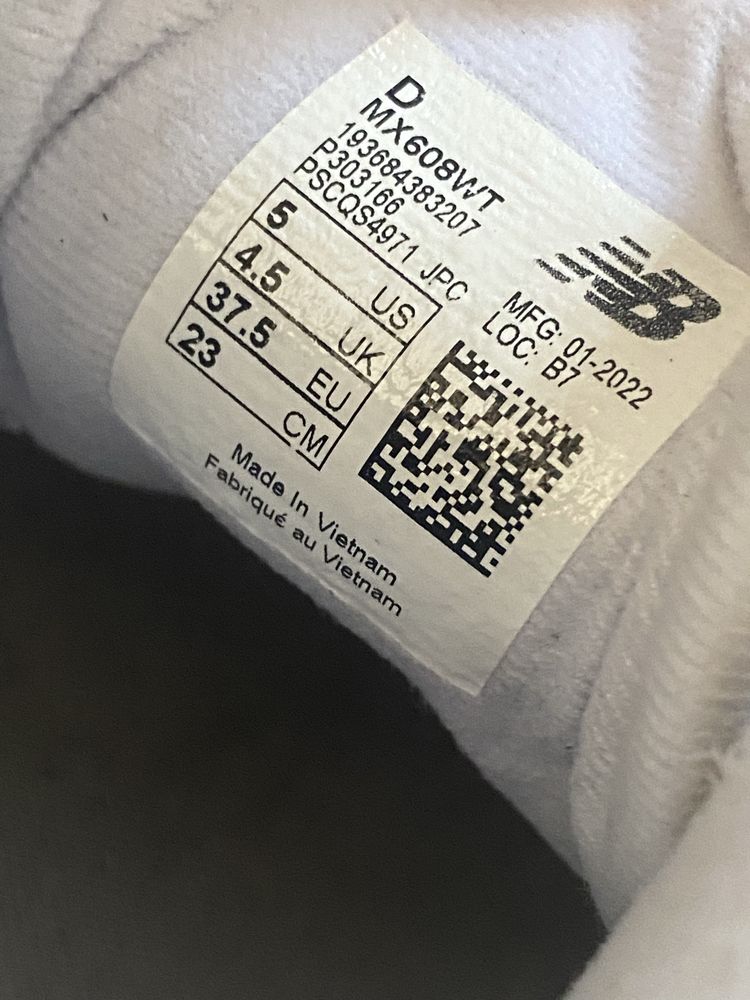 D
MX608WT
193684383207
P303166
PSCQS4971 JPC
5 US
4.5 UK
37.5 EU
23 CM
NB
MFG: 01-2022
LOC: B7
Made In Vietnam
Fabriqué au Vietnam